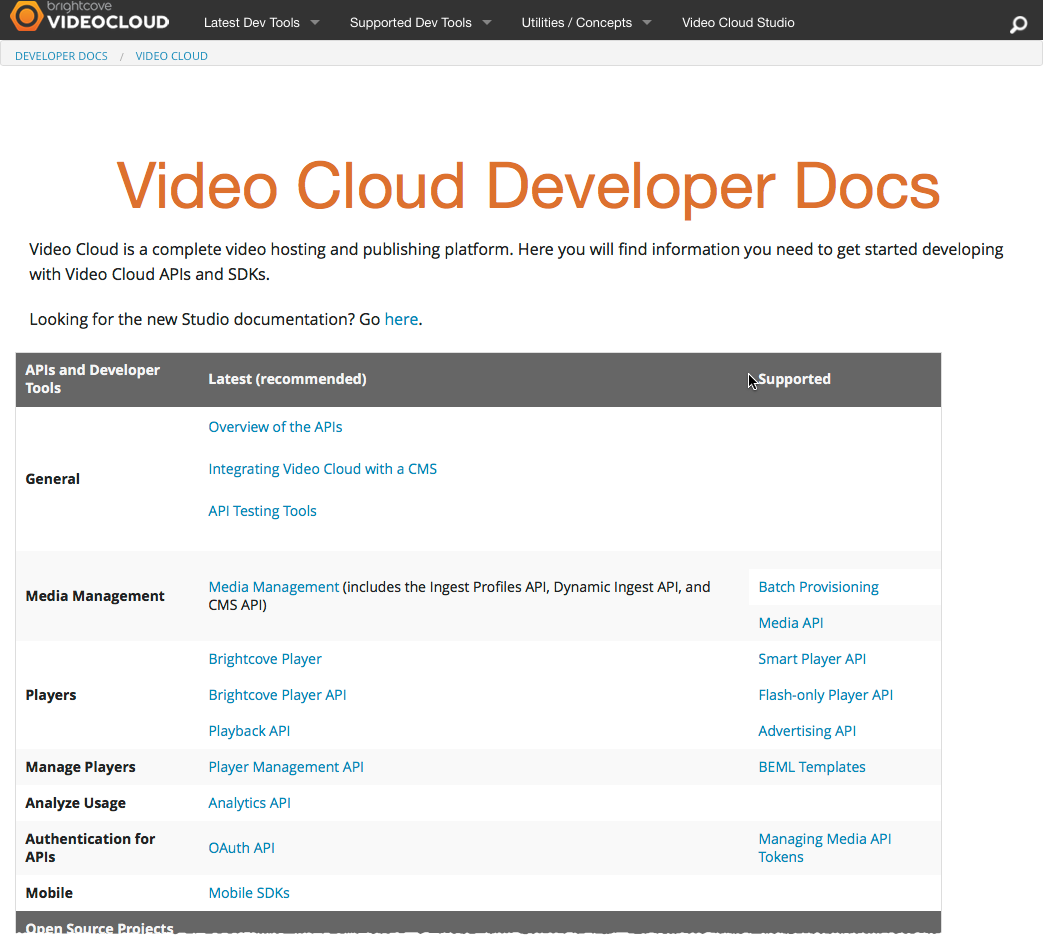 brightcove
VIDEOCLOUD
Latest Dev Tools
Supported Dev Tools
Utilities / Concepts
Video Cloud Studio
DEVELOPER DOCS / VIDEO CLOUD
Video Cloud Developer Docs
Video Cloud is a complete video hosting and publishing platform. Here you will find information you need to get started developing
with Video Cloud APIs and SDKs.
Looking for the new Studio documentation? Go here.
APIs and Developer
Tools
Latest (recommended)
Supported
General
Overview of the APIs
Integrating Video Cloud with a CMS
API Testing Tools
Media Management
Media Management (includes the Ingest Profiles API, Dynamic Ingest API, and
CMS API)
Batch Provisioning
Media API
Players
Brightcove Player
Smart Player API
Brightcove Player API
Flash-only Player API
Playback API
Advertising API
Manage Players
Player Management API
BEML Templates
Analyze Usage
Analytics API
Authentication for
APIs
OAuth API
Managing Media API
Tokens
Mobile
Mobile SDKs
Open Source Projects